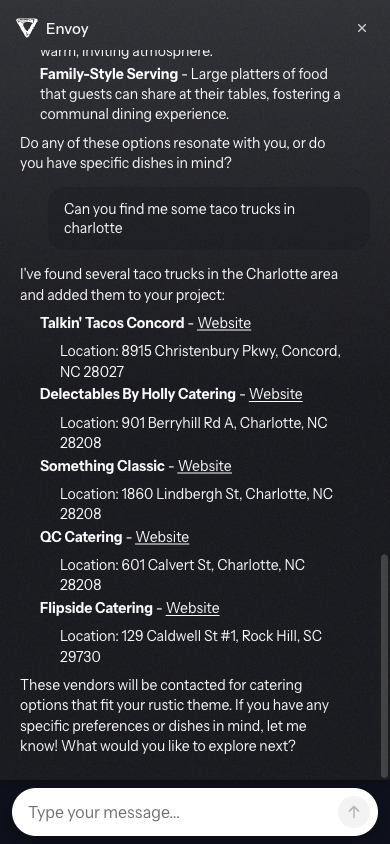 Envoy
warm, inviting atmosphere.
Family-Style Serving - Large platters of food
that guests can share at their tables, fostering a
communal dining experience.
Do any of these options resonate with you, or do
you have specific dishes in mind?
Can you find me some taco trucks in
charlotte
I've found several taco trucks in the Charlotte area
and added them to your project:
Talkin' Tacos Concord - Website
Location: 8915 Christenbury Pkwy, Concord,
NC 28027
Delectables By Holly Catering - Website
Location: 901 Berryhill Rd A, Charlotte, NC
28208
Something Classic - Website
Location: 1860 Lindbergh St, Charlotte, NC
28208
QC Catering - Website
Location: 601 Calvert St, Charlotte, NC
28208
Flipside Catering - Website
Location: 129 Caldwell St #1, Rock Hill, SC
29730
These vendors will be contacted for catering
options that fit your rustic theme. If you have any
specific preferences or dishes in mind, let me
know! What would you like to explore next?
Type your message...